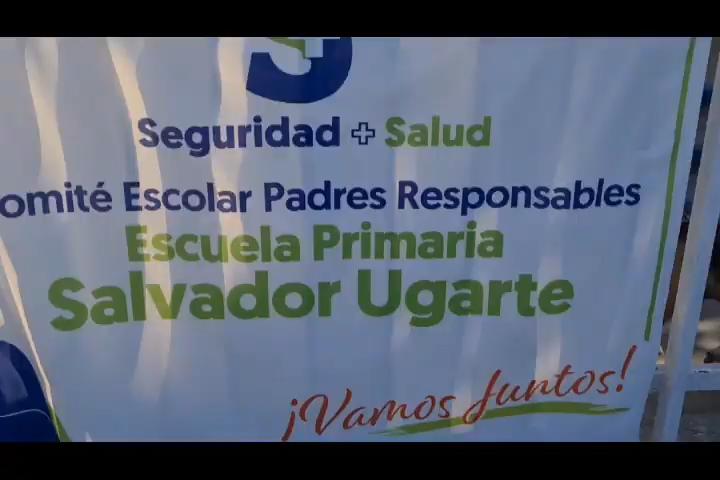 Seguridad + Salud
omité Escolar Padres Responsables
Escuela Primaria
Salvador Ugarte
¡Vamos Juntos!